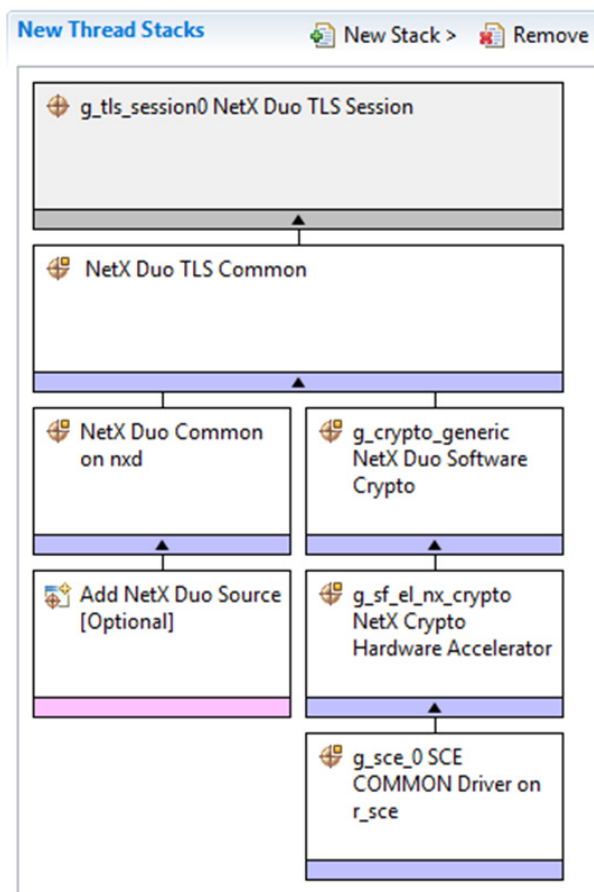 New Thread Stacks
New Stack >
Remove
g_tls_session0 NetX Duo TLS Session
NetX Duo TLS Common
NetX Duo Common
on nxd
g_crypto_generic
NetX Duo Software
Crypto
Add NetX Duo Source
[Optional]
g_sf_el_nx_crypto
NetX Crypto
Hardware Accelerator
g_sce_0 SCE
COMMON Driver on
r_sce